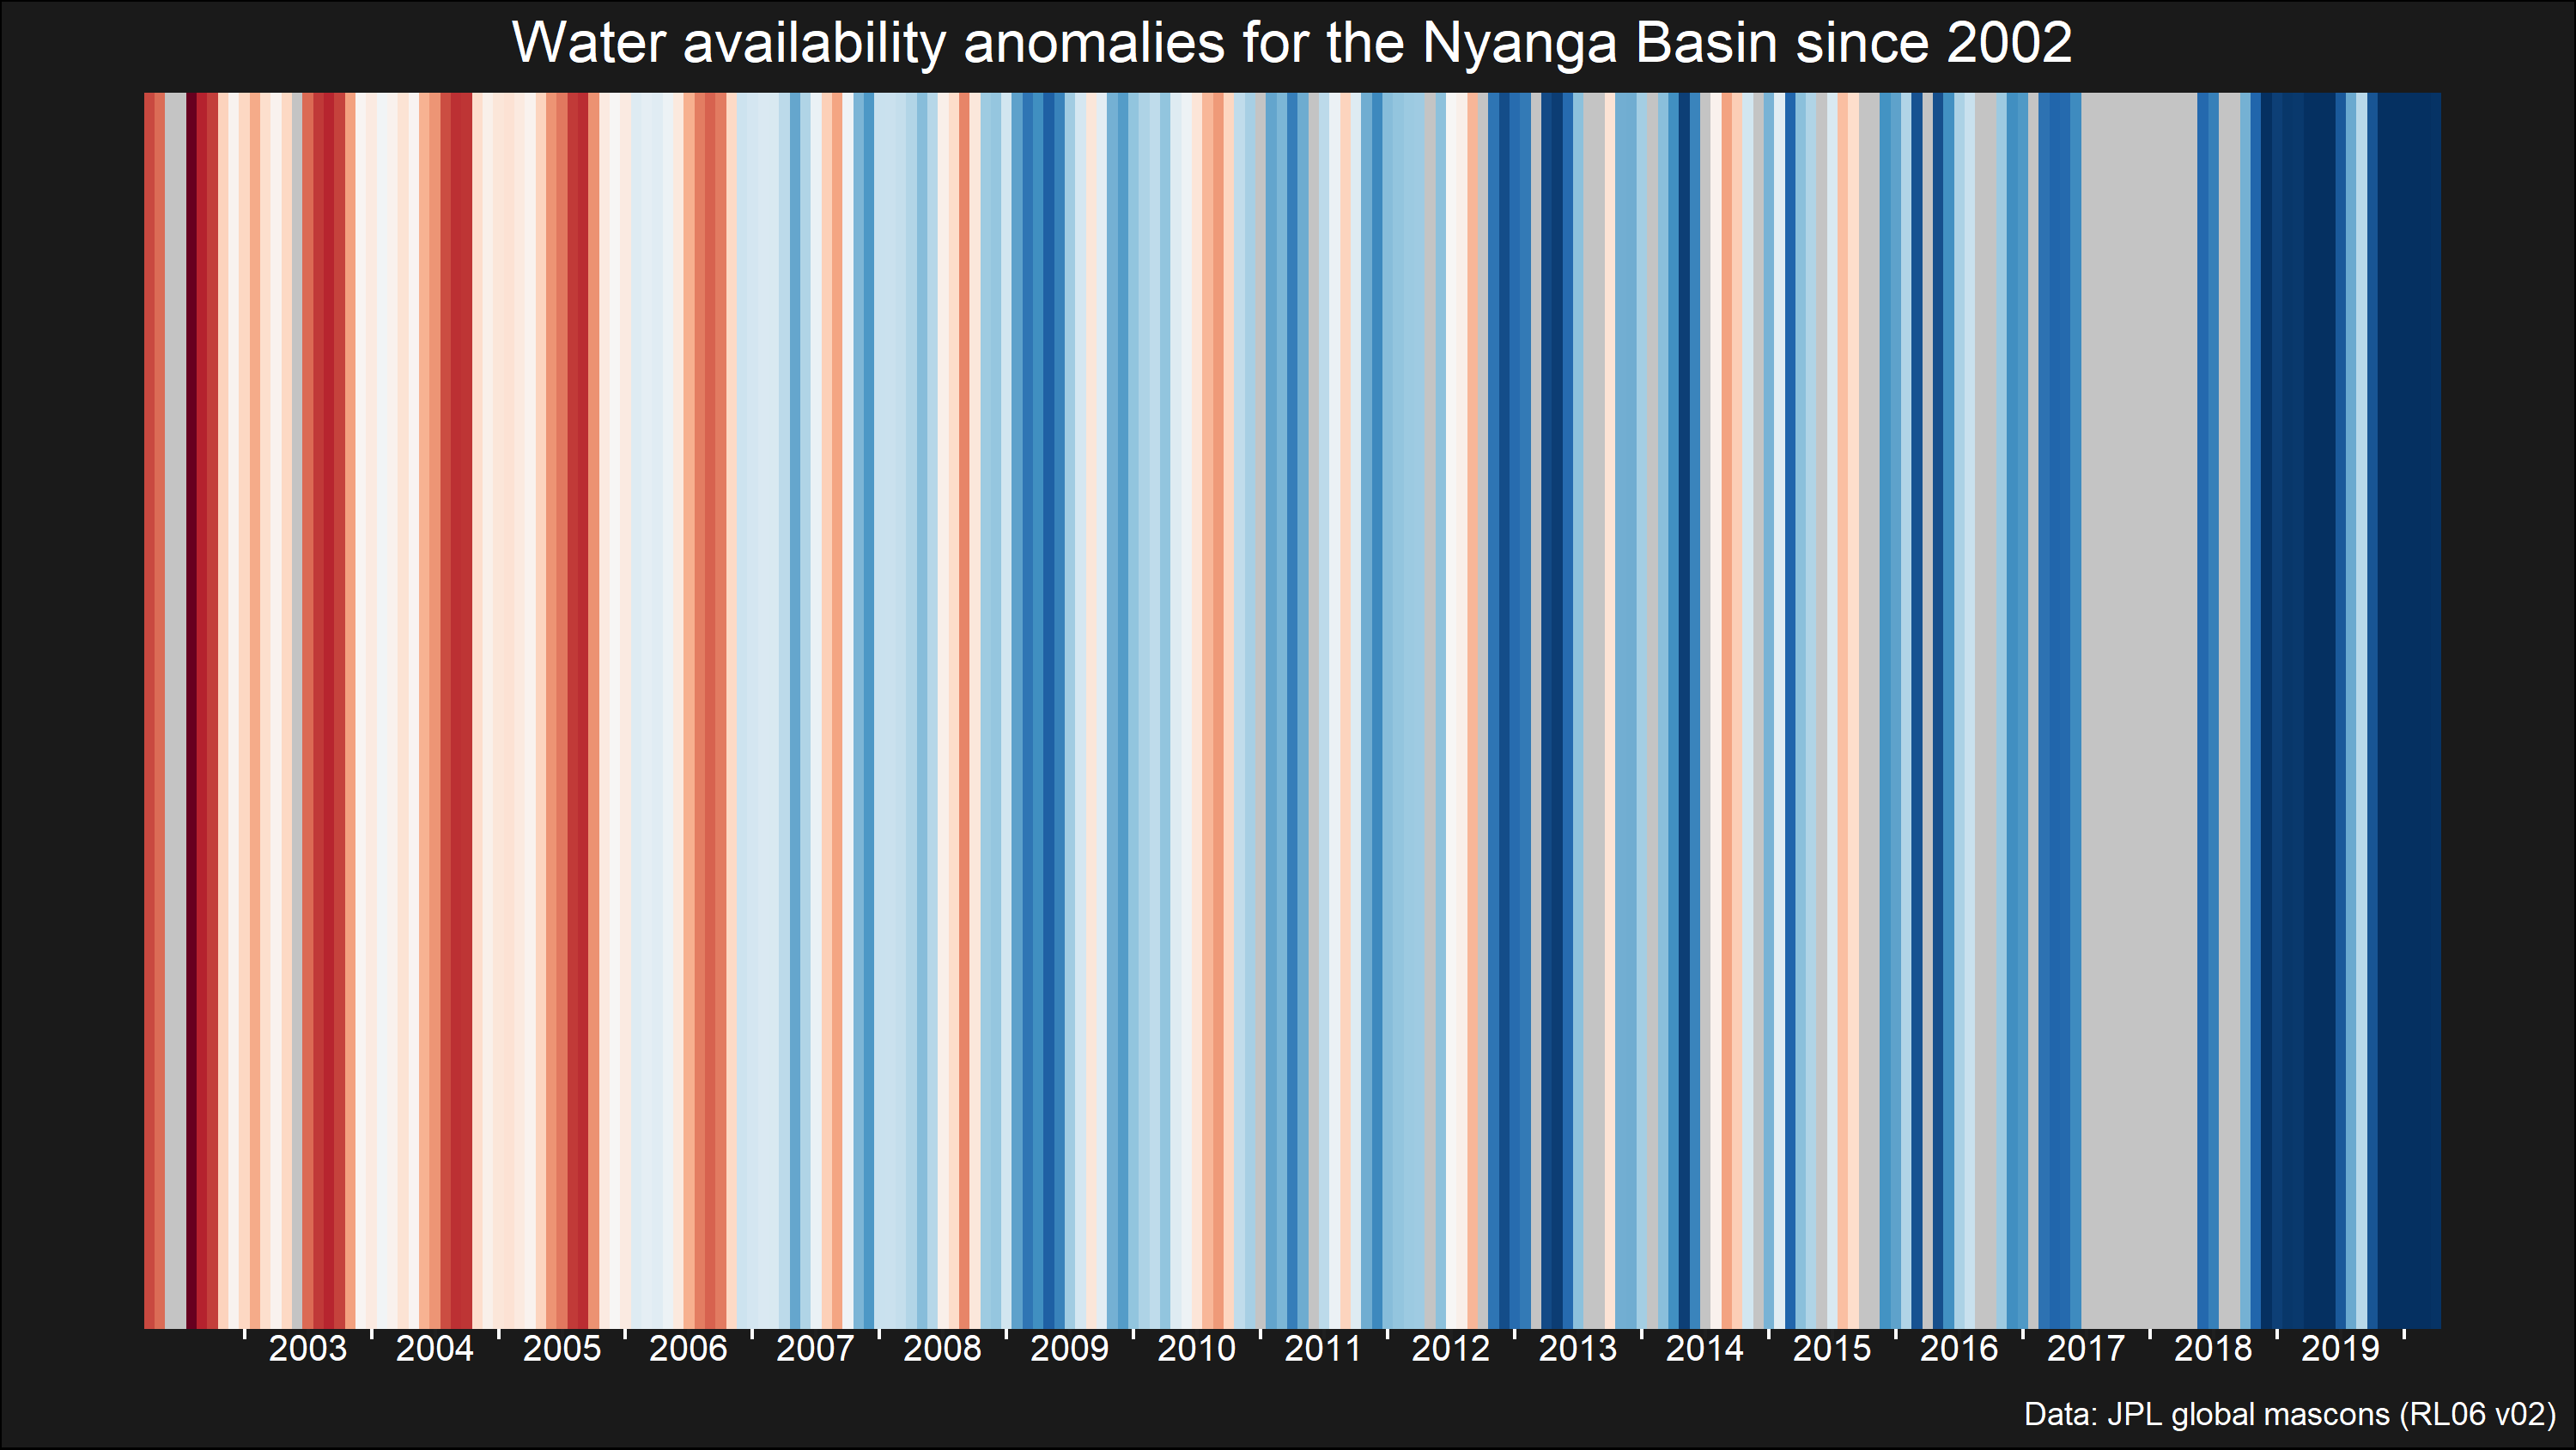 Water availability anomalies for the Nyanga Basin since 2002
2003 2004 2005 2006 2007 2008 2009 2010 2011 2012 2013 2014 2015 2016 2017 2018 2019
Data: JPL global mascons (RL06 v02)